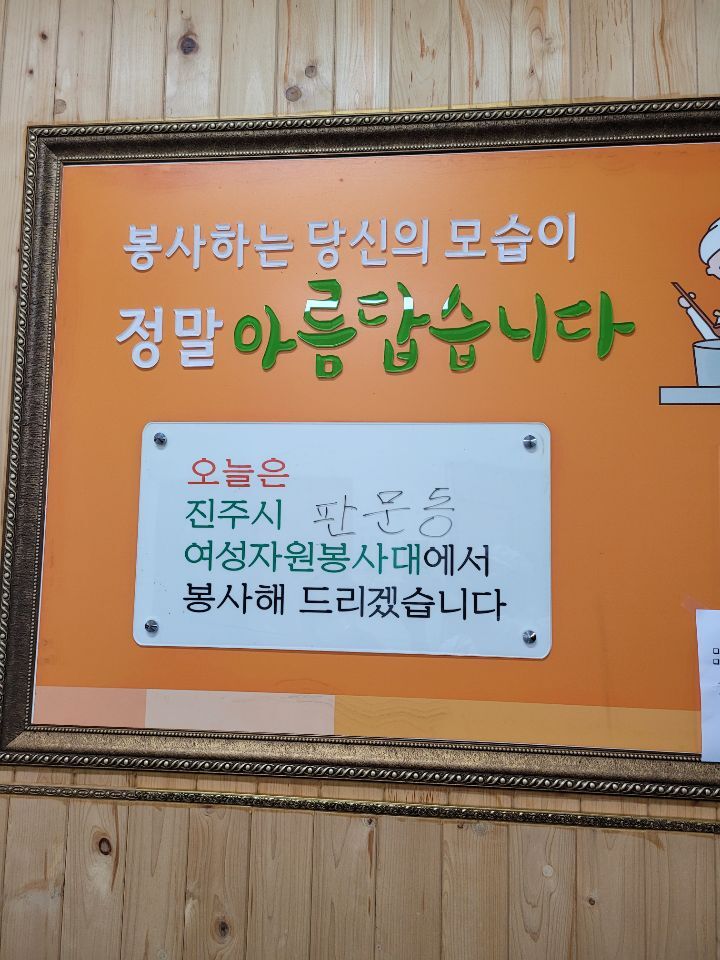 봉사하는 당신의 모습이
정말 아름답습니다
오늘은
진주시 판문동
여성자원봉사대에서
봉사해 드리겠습니다